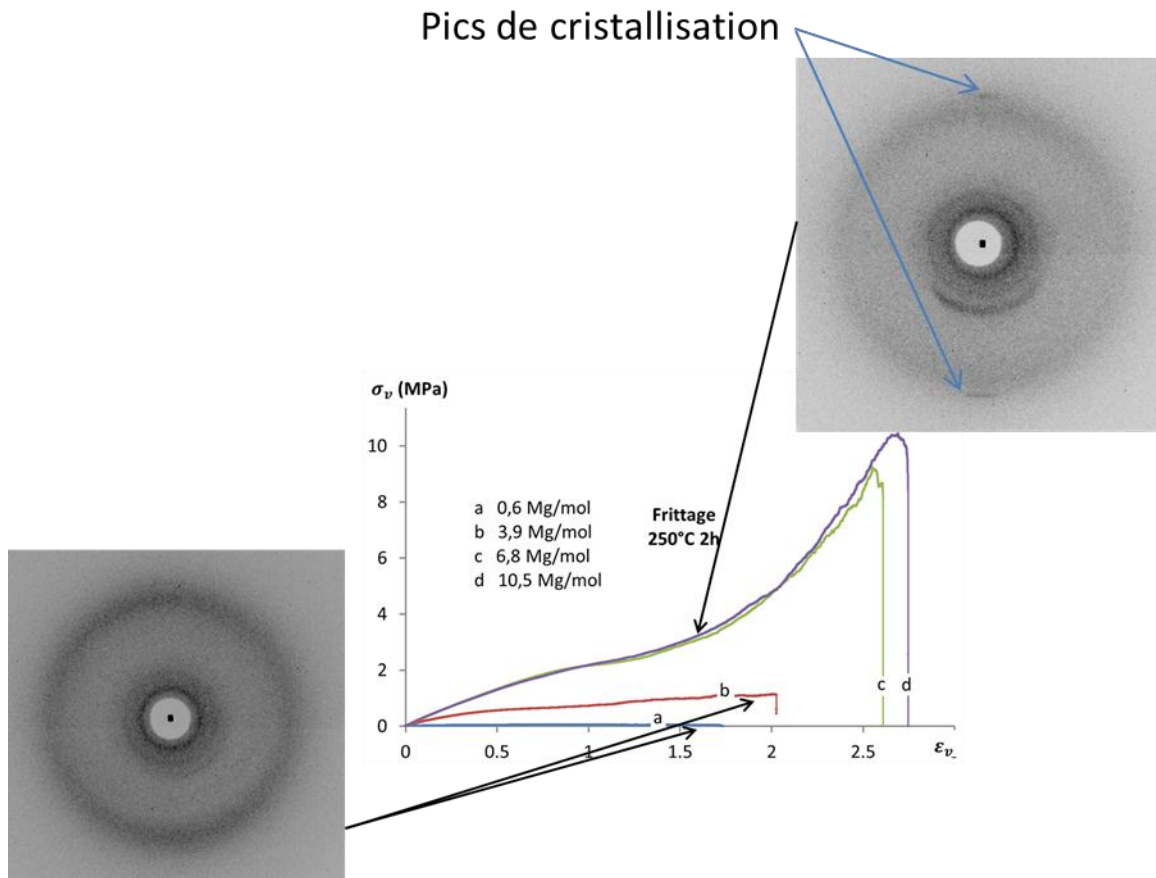 Pics de cristallisation
σᵥ (MPa)
10
8
6
4
2
0
a 0,6 Mg/mol
b 3,9 Mg/mol
c 6,8 Mg/mol
d 10,5 Mg/mol
Frittage
250°C 2h
a
b
c
d
0 0.5 1 1.5 2 2.5 εᵥ